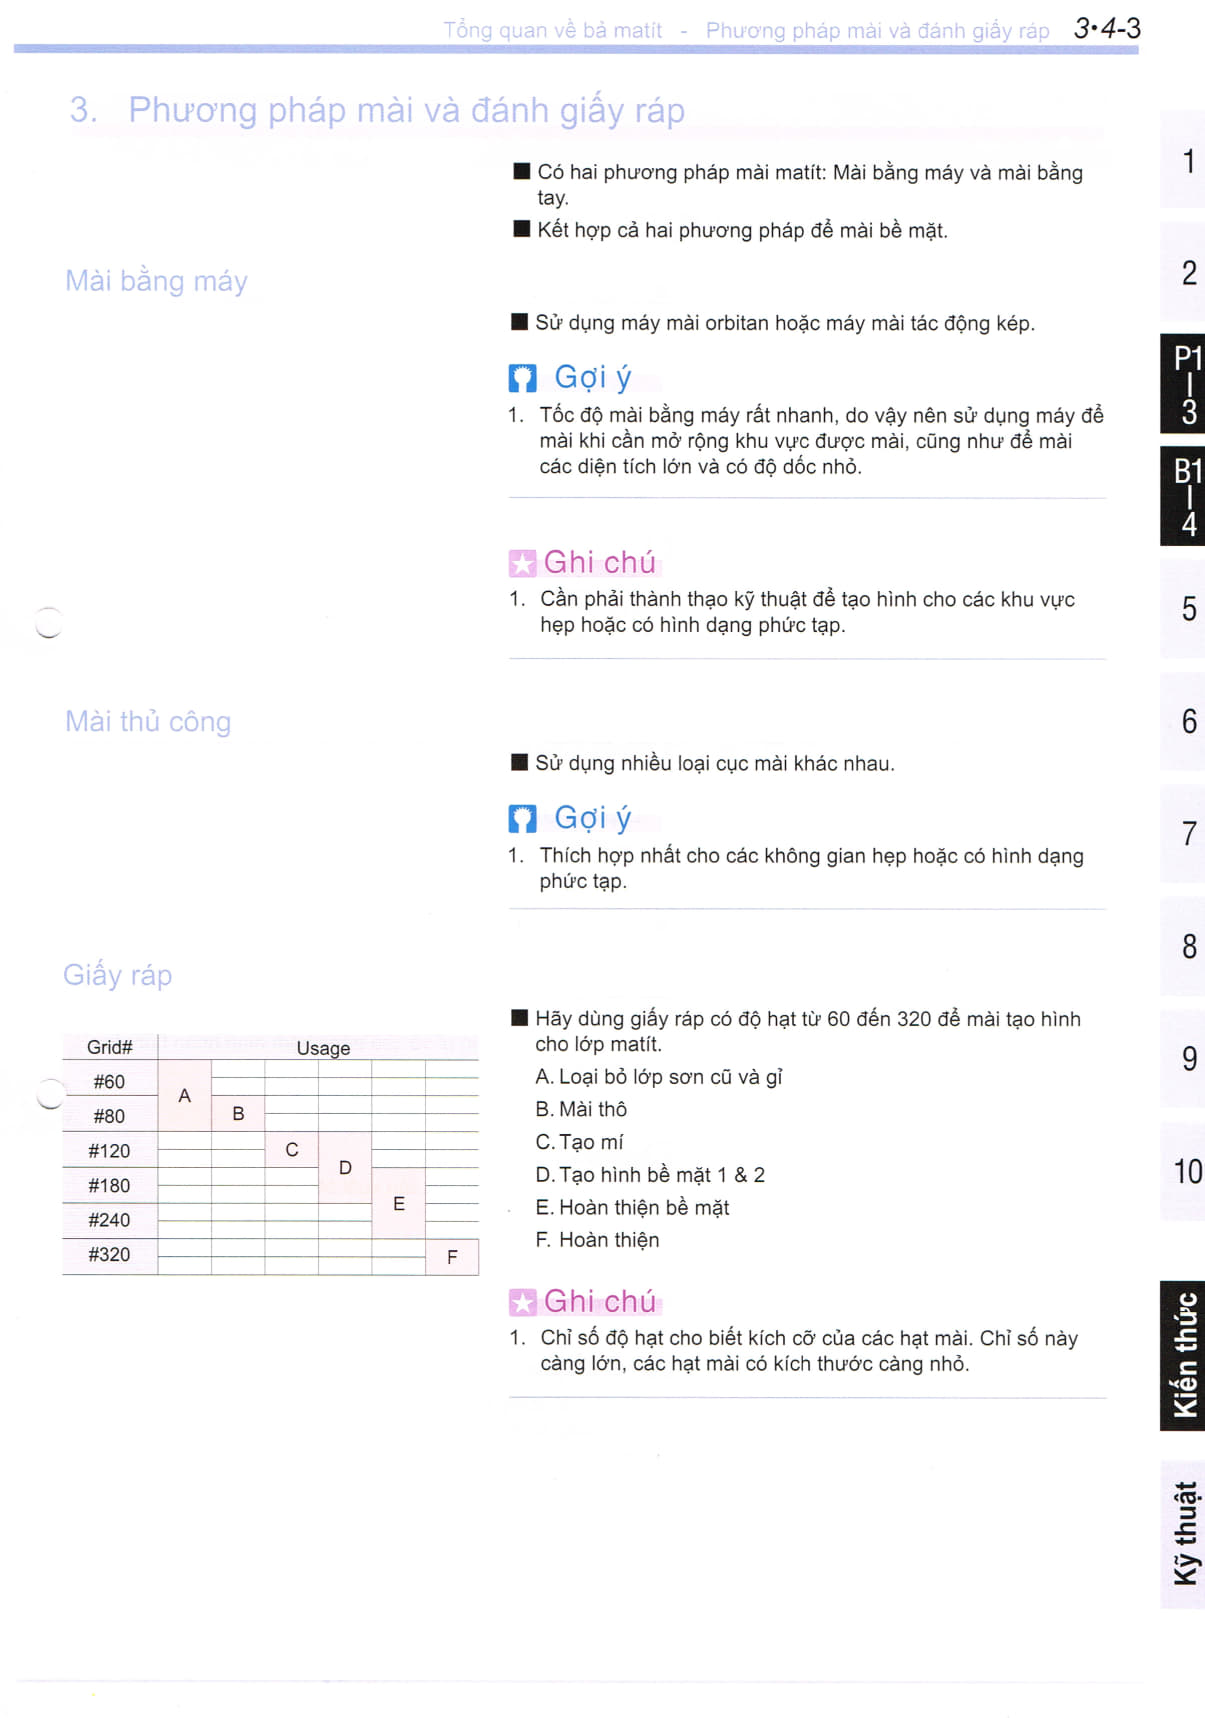 Tổng quan về bả matít - Phương pháp mài và đánh giấy ráp 3•4-3
3. Phương pháp mài và đánh giấy ráp
■ Có hai phương pháp mài matít: Mài bằng máy và mài bằng
tay.
■ Kết hợp cả hai phương pháp để mài bề mặt.
Mài bằng máy
■ Sử dụng máy mài orbitan hoặc máy mài tác động kép.
Gợi ý
1. Tốc độ mài bằng máy rất nhanh, do vậy nên sử dụng máy để
mài khi cần mở rộng khu vực được mài, cũng như để mài
các diện tích lớn và có độ dốc nhỏ.
Ghi chú
1. Cần phải thành thạo kỹ thuật để tạo hình cho các khu vực
hẹp hoặc có hình dạng phức tạp.
Mài thủ công
■ Sử dụng nhiều loại cục mài khác nhau.
Gợi ý
1. Thích hợp nhất cho các không gian hẹp hoặc có hình dạng
phức tạp.
Giấy ráp
Grid# Usage
#60
A
#80 B
#120 C
D
#180
E
#240
#320 F
■ Hãy dùng giấy ráp có độ hạt từ 60 đến 320 để mài tạo hình
cho lớp matít.
A. Loại bỏ lớp sơn cũ và gỉ
B. Mài thô
C. Tạo mí
D. Tạo hình bề mặt 1 & 2
E. Hoàn thiện bề mặt
F. Hoàn thiện
Ghi chú
1. Chỉ số độ hạt cho biết kích cỡ của các hạt mài. Chỉ số này
càng lớn, các hạt mài có kích thước càng nhỏ.
1
2
P1
|
3
B1
|
4
5
6
7
8
9
10
Kiến thức
Kỹ thuật